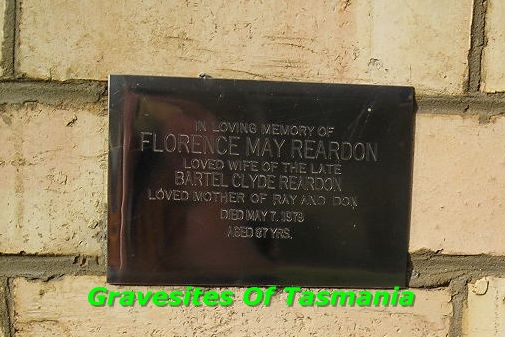 IN LOVING MEMORY OF
FLORENCE MAY REARDON
LOVED WIFE OF THE LATE
BARTEL CLYDE REARDON
LOVED MOTHER OF RAY AND DON
DIED MAY 7. 1978
AGED 67 YRS.
Gravesites Of Tasmania